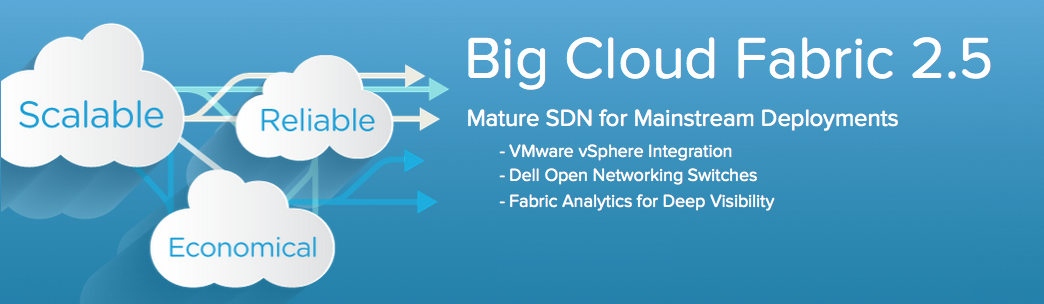 Scalable
Reliable
Economical
Big Cloud Fabric 2.5
Mature SDN for Mainstream Deployments
- VMware vSphere Integration
- Dell Open Networking Switches
- Fabric Analytics for Deep Visibility